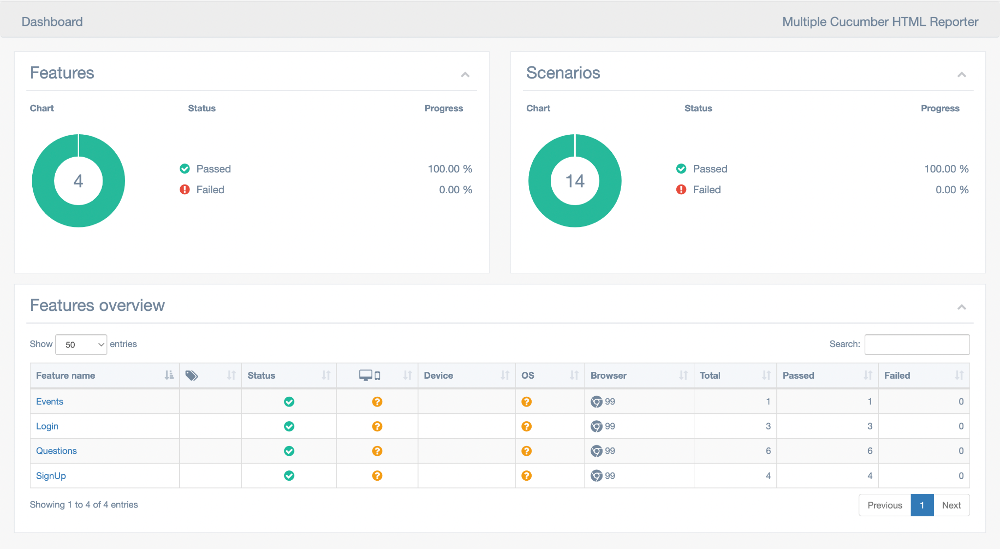 Dashboard
Multiple Cucumber HTML Reporter
Features
Chart Status Progress
4
Passed 100.00 %
Failed 0.00 %
Scenarios
Chart Status Progress
14
Passed 100.00 %
Failed 0.00 %
Features overview
Show 50 entries
Search:
Feature name Status Device OS Browser Total Passed Failed
Events 99 1 1 0
Login 99 3 3 0
Questions 99 6 6 0
SignUp 99 4 4 0
Showing 1 to 4 of 4 entries
Previous 1 Next